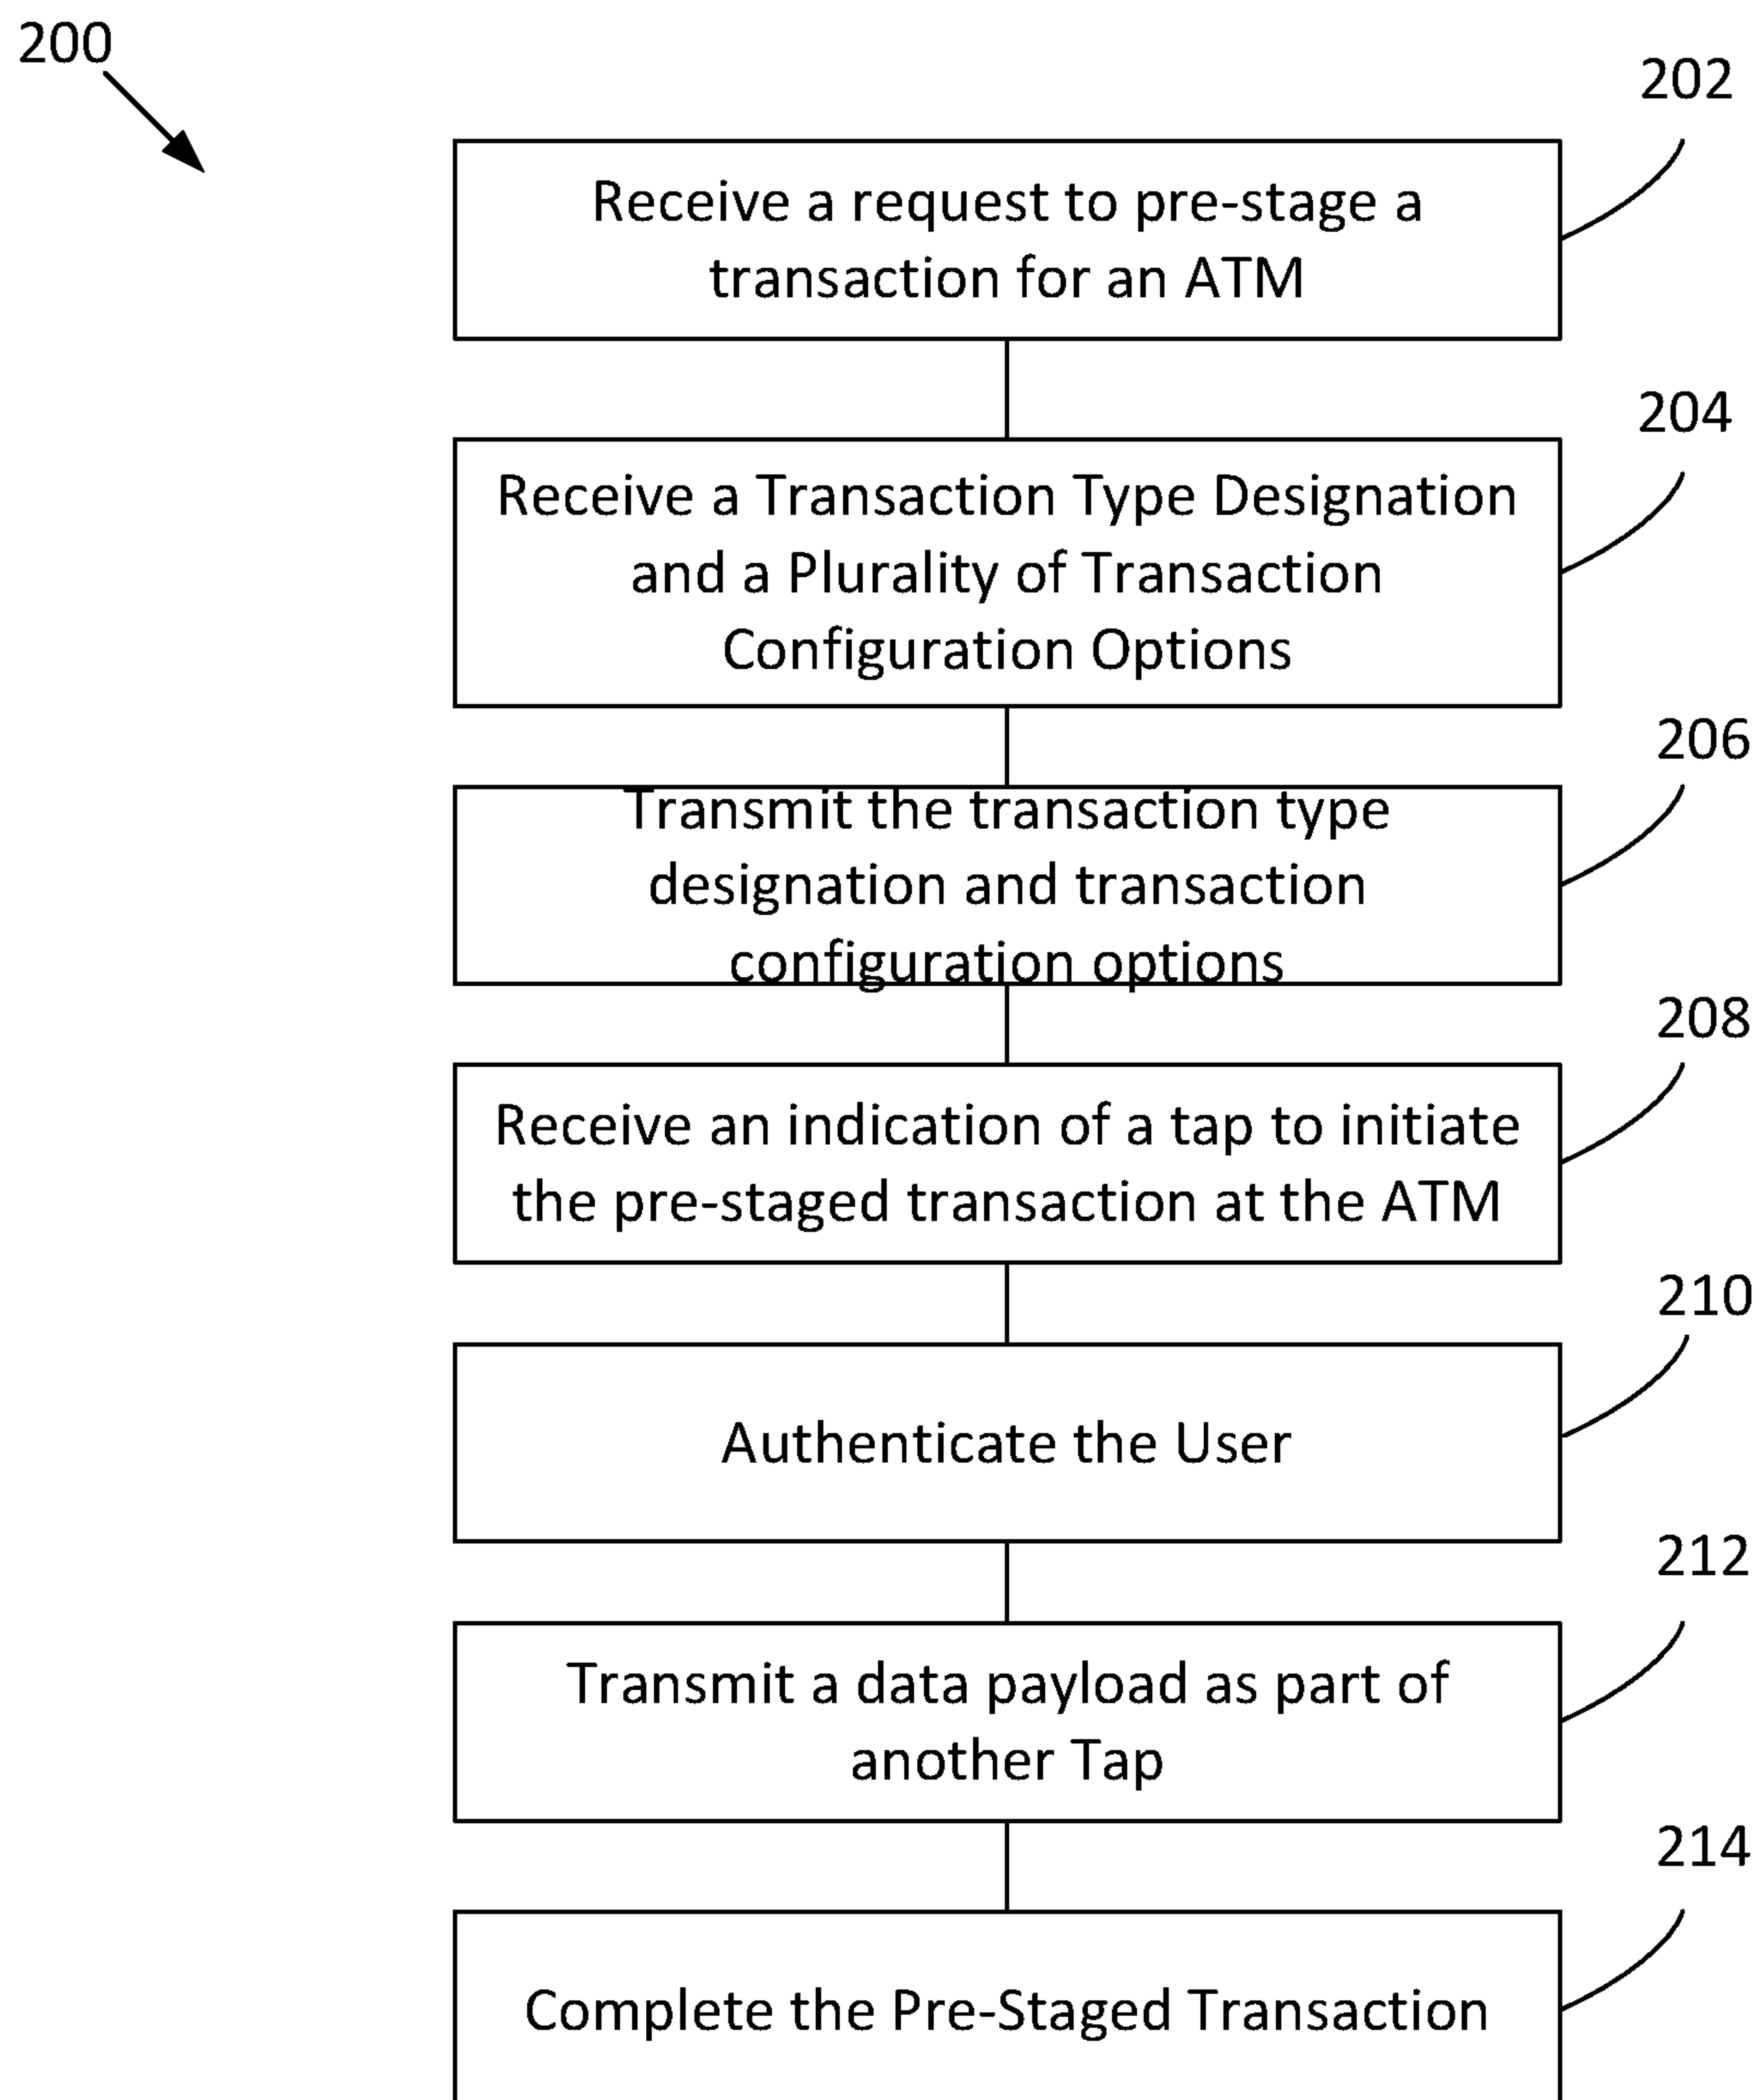 200
202
Receive a request to pre-stage a
transaction for an ATM
204
Receive a Transaction Type Designation
and a Plurality of Transaction
Configuration Options
206
Transmit the transaction type
designation and transaction
configuration options
208
Receive an indication of a tap to initiate
the pre-staged transaction at the ATM
210
Authenticate the User
212
Transmit a data payload as part of
another Tap
214
Complete the Pre-Staged Transaction